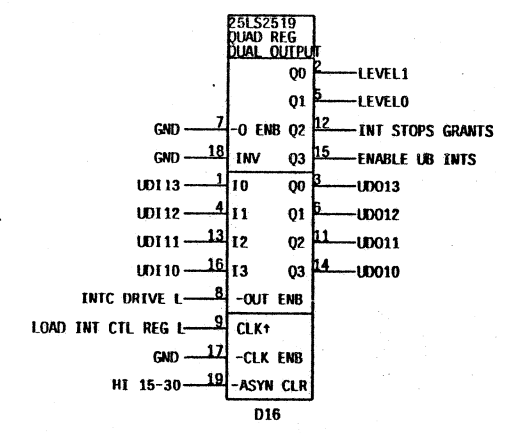 25LS2519
QUAD REG
DUAL OUTPUT
Q0 2 LEVEL1
Q1 5 LEVEL0
GND 7 -O ENB Q2 12 INT STOPS GRANTS
GND 18 INV Q3 15 ENABLE UB INTS
UDI13 1 I0 Q0 3 UDO13
UDI12 4 I1 Q1 6 UDO12
UDI11 13 I2 Q2 11 UDO11
UDI10 16 I3 Q3 14 UDO10
INTC DRIVE L 8 -OUT ENB
LOAD INT CTL REG L 9 CLK↑
GND 17 -CLK ENB
HI 15-30 19 -ASYN CLR
D16